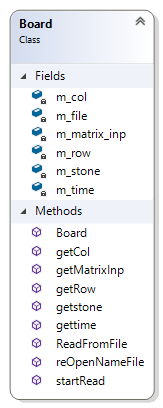 Board
Class
Fields
m_col
m_file
m_matrix_inp
m_row
m_stone
m_time
Methods
Board
getCol
getMatrixInp
getRow
getstone
gettime
ReadFromFile
reOpenNameFile
startRead